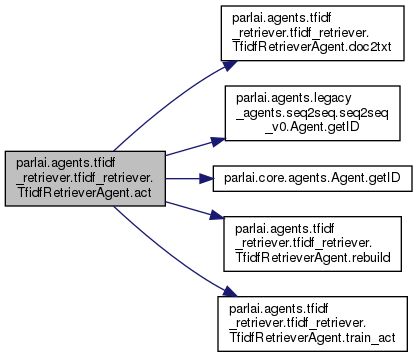 parlai.agents.tfidf
_retriever.tfidf_retriever.
TfidfRetrieverAgent.act
parlai.agents.tfidf
_retriever.tfidf_retriever.
TfidfRetrieverAgent.doc2txt
parlai.agents.legacy
_agents.seq2seq.seq2seq
_v0.Agent.getID
parlai.core.agents.Agent.getID
parlai.agents.tfidf
_retriever.tfidf_retriever.
TfidfRetrieverAgent.rebuild
parlai.agents.tfidf
_retriever.tfidf_retriever.
TfidfRetrieverAgent.train_act